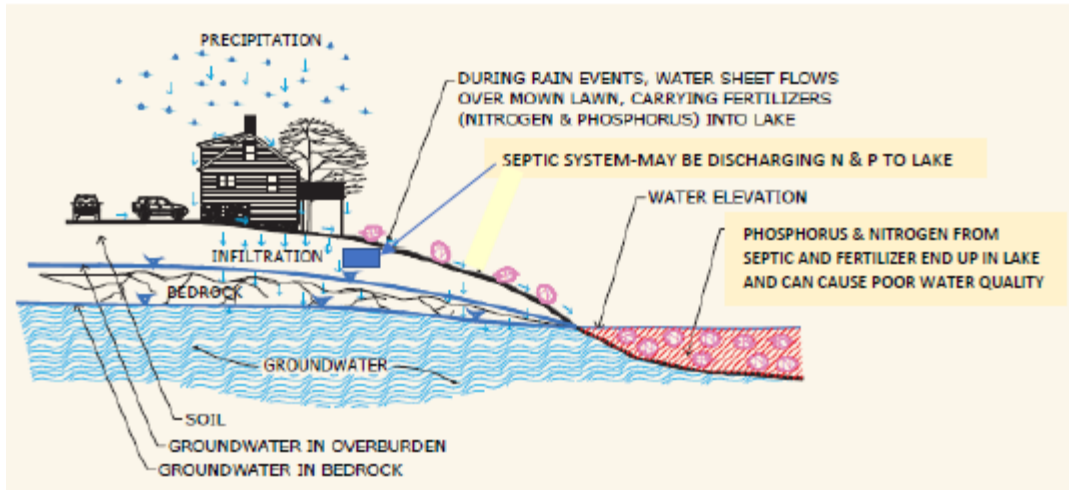 PRECIPITATION
DURING RAIN EVENTS, WATER SHEET FLOWS
OVER MOWN LAWN, CARRYING FERTILIZERS
(NITROGEN & PHOSPHORUS) INTO LAKE
SEPTIC SYSTEM-MAY BE DISCHARGING N & P TO LAKE
WATER ELEVATION
PHOSPHORUS & NITROGEN FROM
SEPTIC AND FERTILIZER END UP IN LAKE
AND CAN CAUSE POOR WATER QUALITY
INFILTRATION
BEDROCK
GROUNDWATER
SOIL
GROUNDWATER IN OVERBURDEN
GROUNDWATER IN BEDROCK